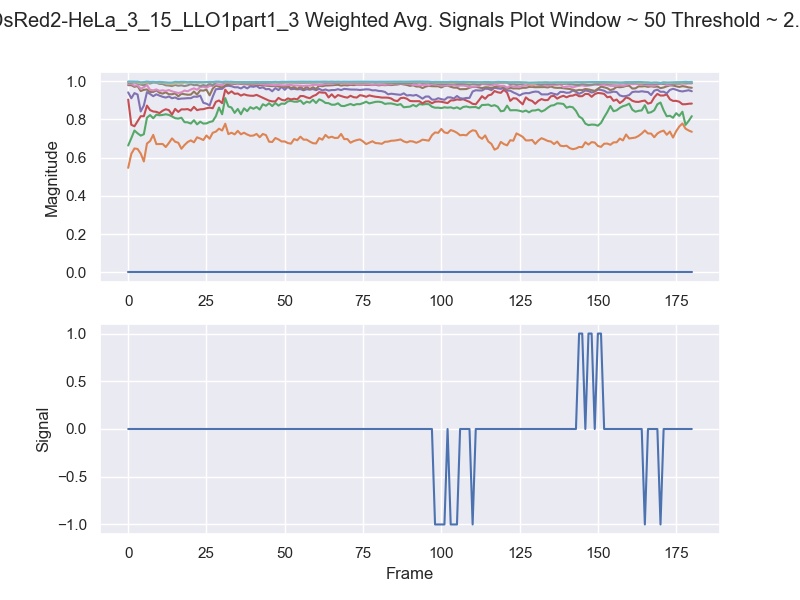 DsRed2-HeLa_3_15_LLO1part1_3 Weighted Avg. Signals Plot Window ~ 50 Threshold ~ 2.
1.0
0.8
0.6
0.4
0.2
0.0
Magnitude
0 25 50 75 100 125 150 175
1.0
0.5
0.0
−0.5
−1.0
Signal
0 25 50 75 100 125 150 175
Frame